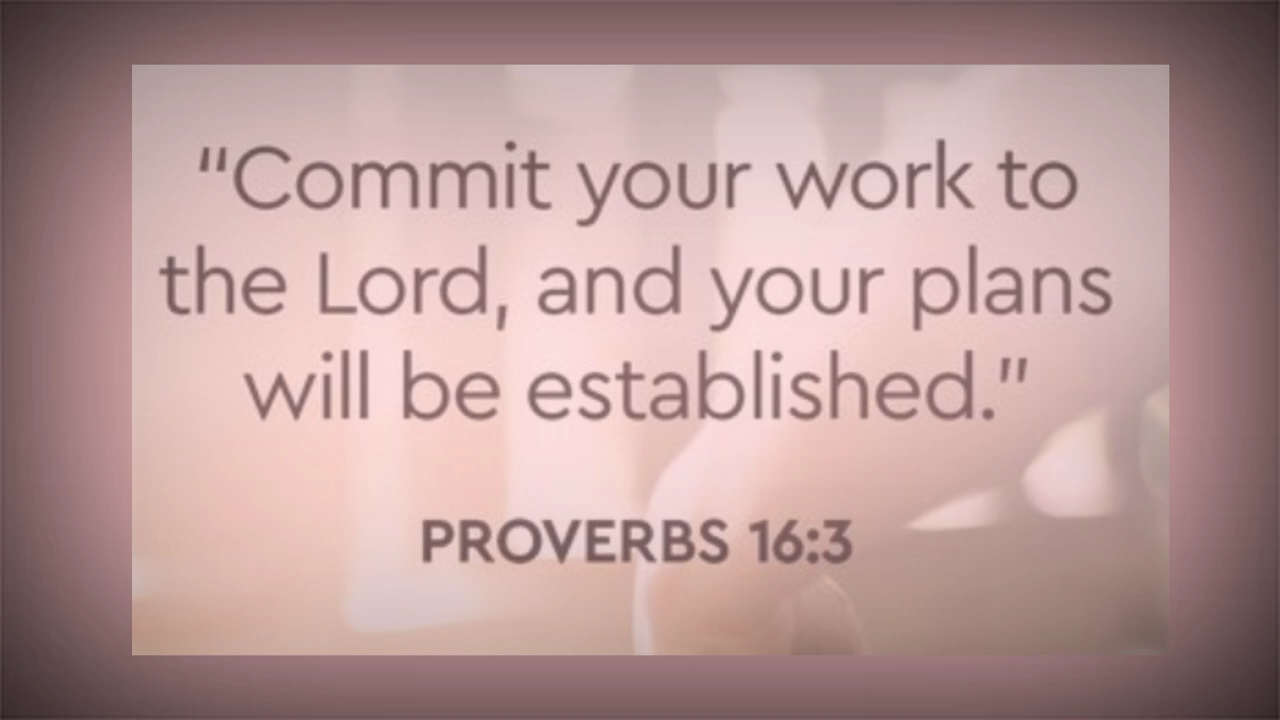 “Commit your work to
the Lord, and your plans
will be established.”
PROVERBS 16:3